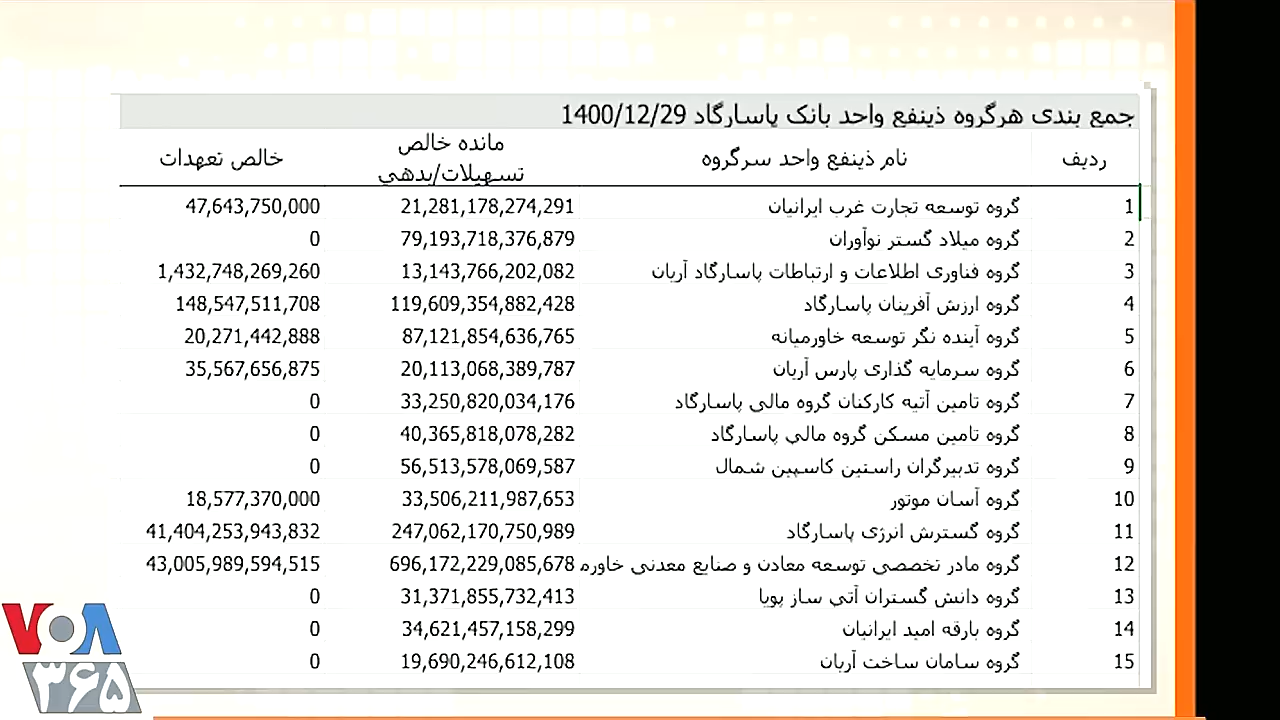 جمع بندی هرگروه ذینفع واحد بانک پاسارگاد 1400/12/29
ردیف نام ذینفع واحد سرگروه مانده خالص تسهیلات/بدهی خالص تعهدات
1 گروه توسعه تجارت غرب ایرانیان 21,281,178,274,291 47,643,750,000
2 گروه میلاد گستر نوآوران 79,193,718,376,879 0
3 گروه فناوری اطلاعات و ارتباطات پاسارگاد آریان 13,143,766,202,082 1,432,748,269,260
4 گروه ارزش آفرینان پاسارگاد 119,609,354,882,428 148,547,511,708
5 گروه آینده نگر توسعه خاورمیانه 87,121,854,636,765 20,271,442,888
6 گروه سرمایه گذاری پارس آریان 20,113,068,389,787 35,567,656,875
7 گروه تامین آتیه کارکنان گروه مالی پاسارگاد 33,250,820,034,176 0
8 گروه تامین مسکن گروه مالی پاسارگاد 40,365,818,078,282 0
9 گروه تدبیرگران راستین کاسپین شمال 56,513,578,069,587 0
10 گروه آسان موتور 33,506,211,987,653 18,577,370,000
11 گروه گسترش انرژی پاسارگاد 247,062,170,750,989 41,404,253,943,832
12 گروه مادر تخصصی توسعه معادن و صنایع معدنی خاورم 696,172,229,085,678 43,005,989,594,515
13 گروه دانش گستران آتی ساز پویا 31,371,855,732,413 0
14 گروه بارقه امید ایرانیان 34,621,457,158,299 0
15 گروه سامان ساخت آریان 19,690,246,612,108 0
VOA
۳۶۵